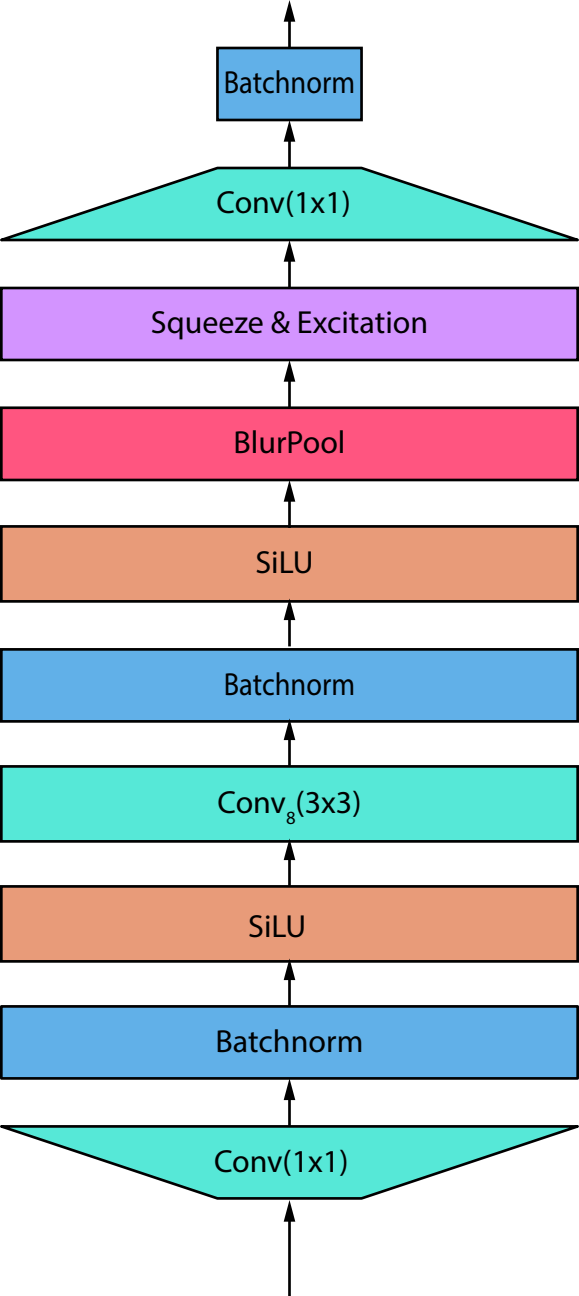 Batchnorm
Conv(1x1)
Squeeze & Excitation
BlurPool
SiLU
Batchnorm
Conv₈(3x3)
SiLU
Batchnorm
Conv(1x1)